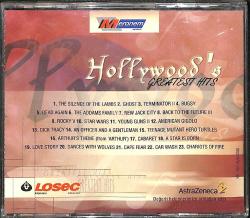 Meronem
Hollywood's
GREATEST HITS
1. THE SILENCE OF THE LAMBS 2. GHOST 3. TERMINATOR II 4. BUGSY
5. LEAD AGAIN 6. THE ADDAMS FAMILY 7. NEW JACK CITY 8. BACK TO THE FUTURE III
9. ROCKY V 10. STAR WARS 11. YOUNG GUNS II 12. AMERICAN GIGOLO
13. DICK TRACY 14. AN OFFICER AND A GENTLEMAN 15. TEENAGE MUTANT HERO TURTLES
16. ARTHUR'S THEME (from "ARTHUR") 17. CHARIOTS 18. A STAR IS BORN
19. LOVE STORY 20. DANCES WITH WOLVES 21. CAPE FEAR 22. CAR WASH 23. CHARIOTS OF FIRE
LOSEC
AstraZeneca